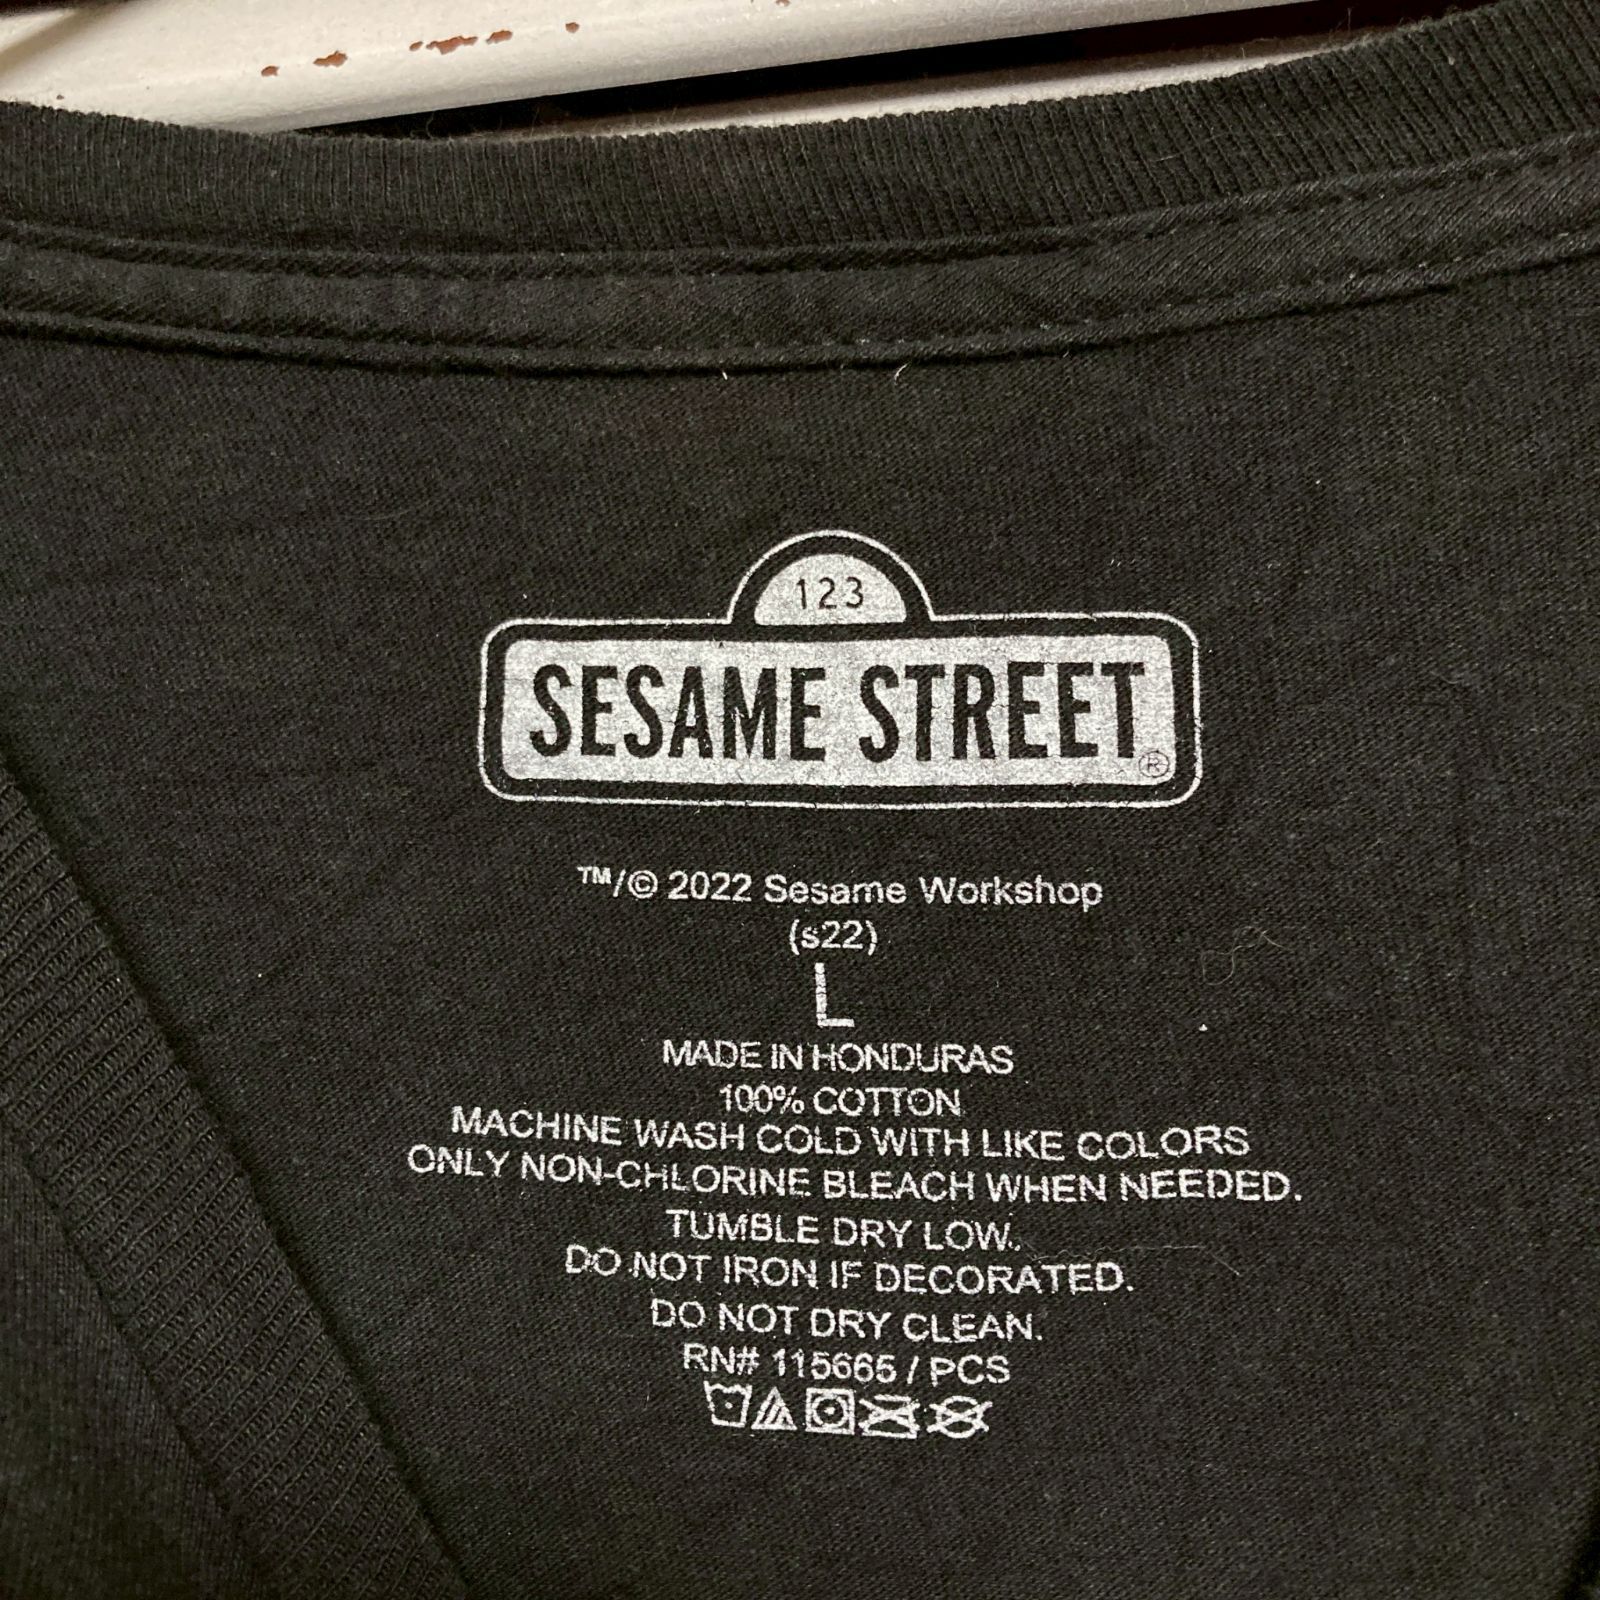 123
SESAME STREET®
™/© 2022 Sesame Workshop
(s22)
L
MADE IN HONDURAS
100% COTTON
MACHINE WASH COLD WITH LIKE COLORS
ONLY NON-CHLORINE BLEACH WHEN NEEDED.
TUMBLE DRY LOW.
DO NOT IRON IF DECORATED.
DO NOT DRY CLEAN.
RN# 115665 / PCS